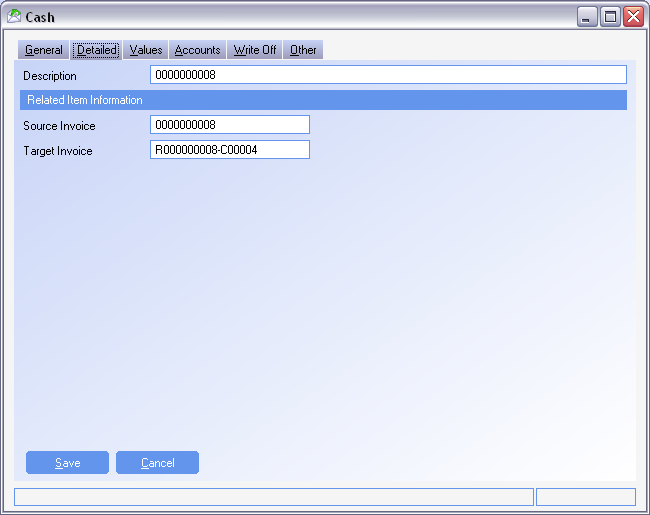 Cash
General Detailed Values Accounts Write Off Other
Description 0000000008
Related Item Information
Source Invoice 0000000008
Target Invoice R000000008-C00004
Save Cancel